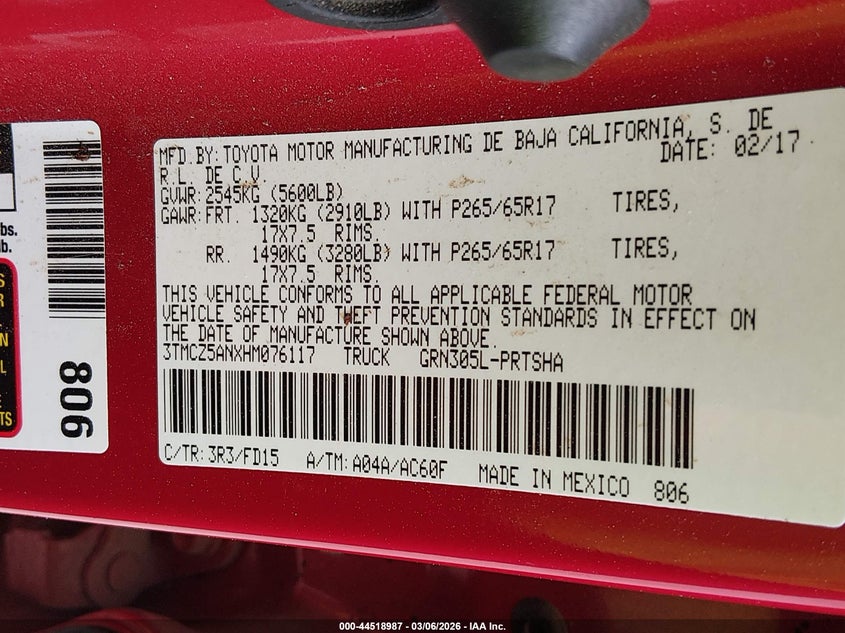 MFD.BY:TOYOTA MOTOR MANUFACTURING DE BAJA CALIFORNIA, S. DE
R.L. DE C.V. DATE: 02/17
GVWR:2545KG (5600LB)
GAWR:FRT. 1320KG (2910LB) WITH P265/65R17 TIRES,
17X7.5 RIMS.
RR. 1490KG (3280LB) WITH P265/65R17 TIRES,
17X7.5 RIMS.
THIS VEHICLE CONFORMS TO ALL APPLICABLE FEDERAL MOTOR
VEHICLE SAFETY AND THEFT PREVENTION STANDARDS IN EFFECT ON
THE DATE OF MANUFACTURE SHOWN ABOVE.
3TMCZ5ANXHM076117 TRUCK GRN305L-PRTSHA
C/TR:3R3/FD15 A/TM:A04A/AC60F MADE IN MEXICO 806
806
bs.
b.
000-44518987 - 03/06/2026 - IAA Inc.